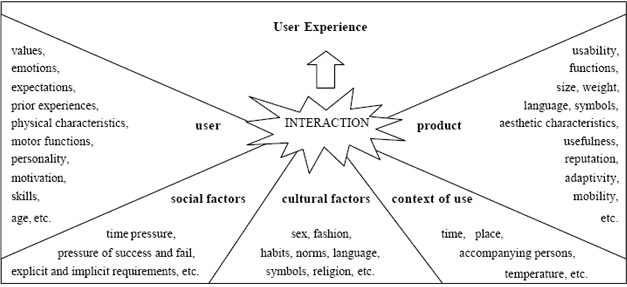 User Experience
values,
emotions,
expectations,
prior experiences,
physical characteristics,
motor functions,
personality,
motivation,
skills,
age, etc.
user
INTERACTION
product
usability,
functions,
size, weight,
language, symbols,
aesthetic characteristics,
usefulness,
reputation,
adaptivity,
mobility,
etc.
social factors
time pressure,
pressure of success and fail,
explicit and implicit requirements, etc.
cultural factors
sex, fashion,
habits, norms, language,
symbols, religion, etc.
context of use
time, place,
accompanying persons,
temperature, etc.